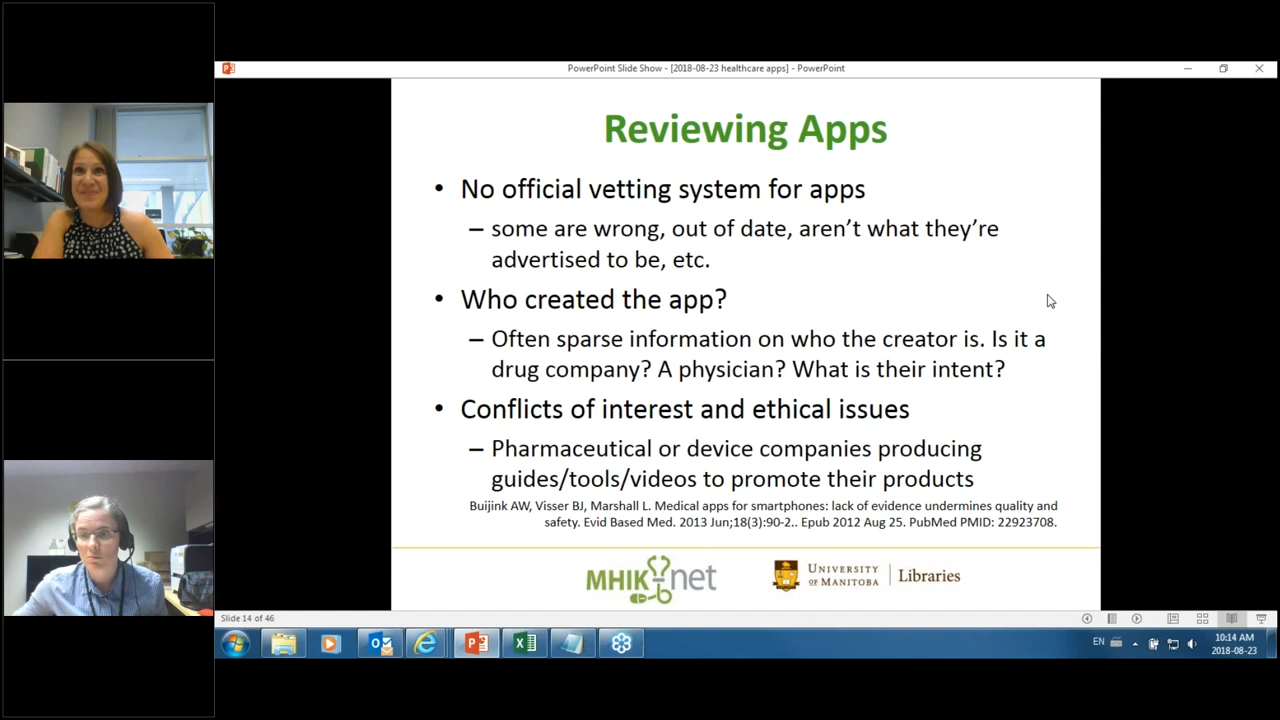 PowerPoint Slide Show - [2018-08-23 healthcare apps] - PowerPoint
Reviewing Apps
• No official vetting system for apps
– some are wrong, out of date, aren't what they're
advertised to be, etc.
• Who created the app?
– Often sparse information on who the creator is. Is it a
drug company? A physician? What is their intent?
• Conflicts of interest and ethical issues
– Pharmaceutical or device companies producing
guides/tools/videos to promote their products
Buijink AW, Visser BJ, Marshall L. Medical apps for smartphones: lack of evidence undermines quality and
safety. Evid Based Med. 2013 Jun;18(3):90-2.. Epub 2012 Aug 25. PubMed PMID: 22923708.
MHIKnet
UNIVERSITY
OF MANITOBA
Libraries
Slide 14 of 46
EN
10:14 AM
2018-08-23